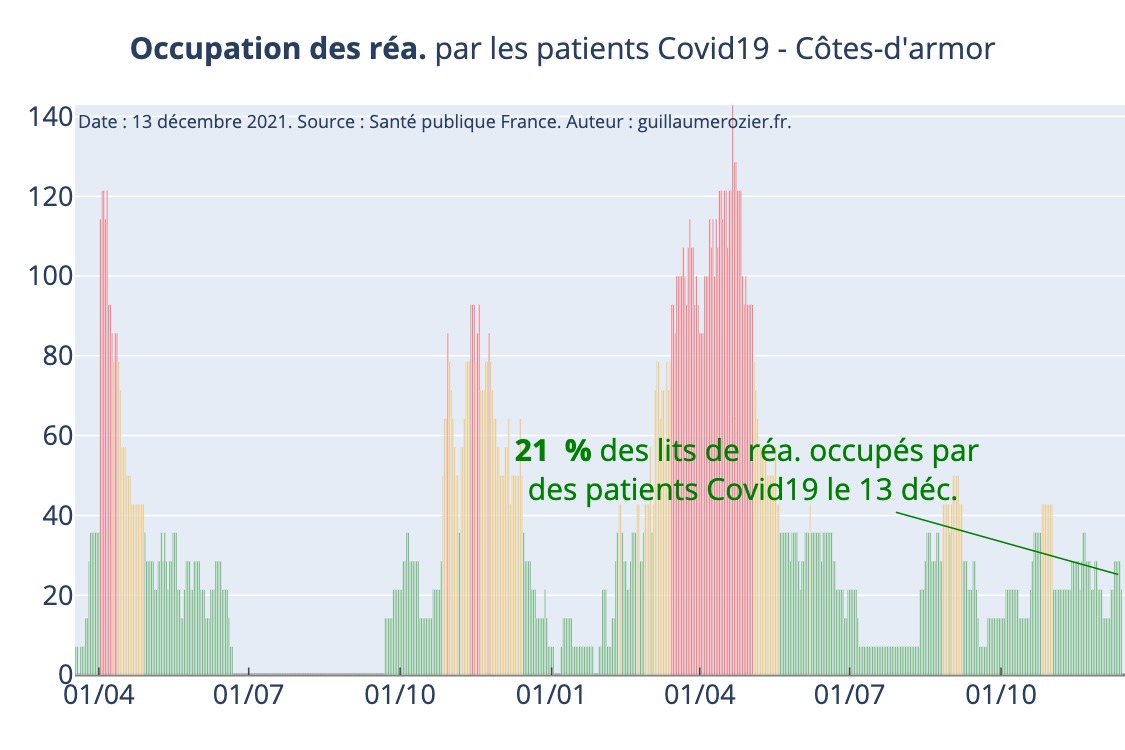 Occupation des réa. par les patients Covid19 - Côtes-d'armor
140
Date : 13 décembre 2021. Source : Santé publique France. Auteur : guillaumerozier.fr.
120
100
80
60
21 % des lits de réa. occupés par
des patients Covid19 le 13 déc.
40
20
0
01/04 01/07 01/10 01/01 01/04 01/07 01/10